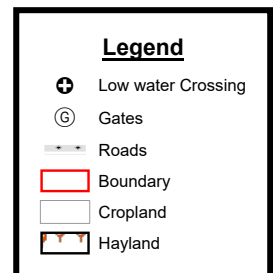 Legend
Low water Crossing
G Gates
Roads
Boundary
Cropland
Hayland